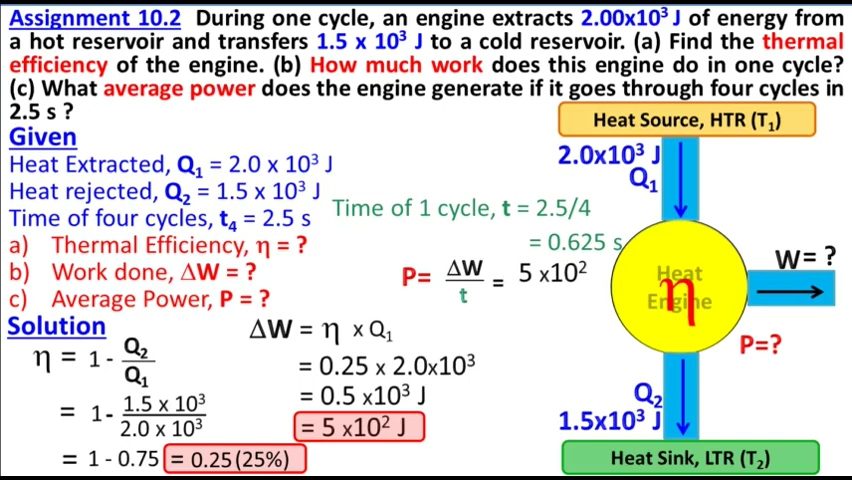 Assignment 10.2 During one cycle, an engine extracts 2.00x10³ J of energy from
a hot reservoir and transfers 1.5 x 10³ J to a cold reservoir. (a) Find the thermal
efficiency of the engine. (b) How much work does this engine do in one cycle?
(c) What average power does the engine generate if it goes through four cycles in
2.5 s ?
Given
Heat Extracted, Q₁ = 2.0 x 10³ J
Heat rejected, Q₂ = 1.5 x 10³ J
Time of four cycles, t₄ = 2.5 s
a) Thermal Efficiency, η = ?
b) Work done, ΔW = ?
c) Average Power, P = ?
Time of 1 cycle, t = 2.5/4
= 0.625 s
P= ΔW/t = 5 x10²
Solution
η = 1 - Q₂/Q₁
= 1- 1.5 x 10³/2.0 x 10³
= 1 - 0.75 = 0.25(25%)
ΔW = η x Q₁
= 0.25 x 2.0x10³
= 0.5 x10³ J
= 5 x10² J
Heat Source, HTR (T₁)
2.0x10³ J
Q₁
W= ?
Heat
Engine
η
P=?
Q₂
1.5x10³ J
Heat Sink, LTR (T₂)